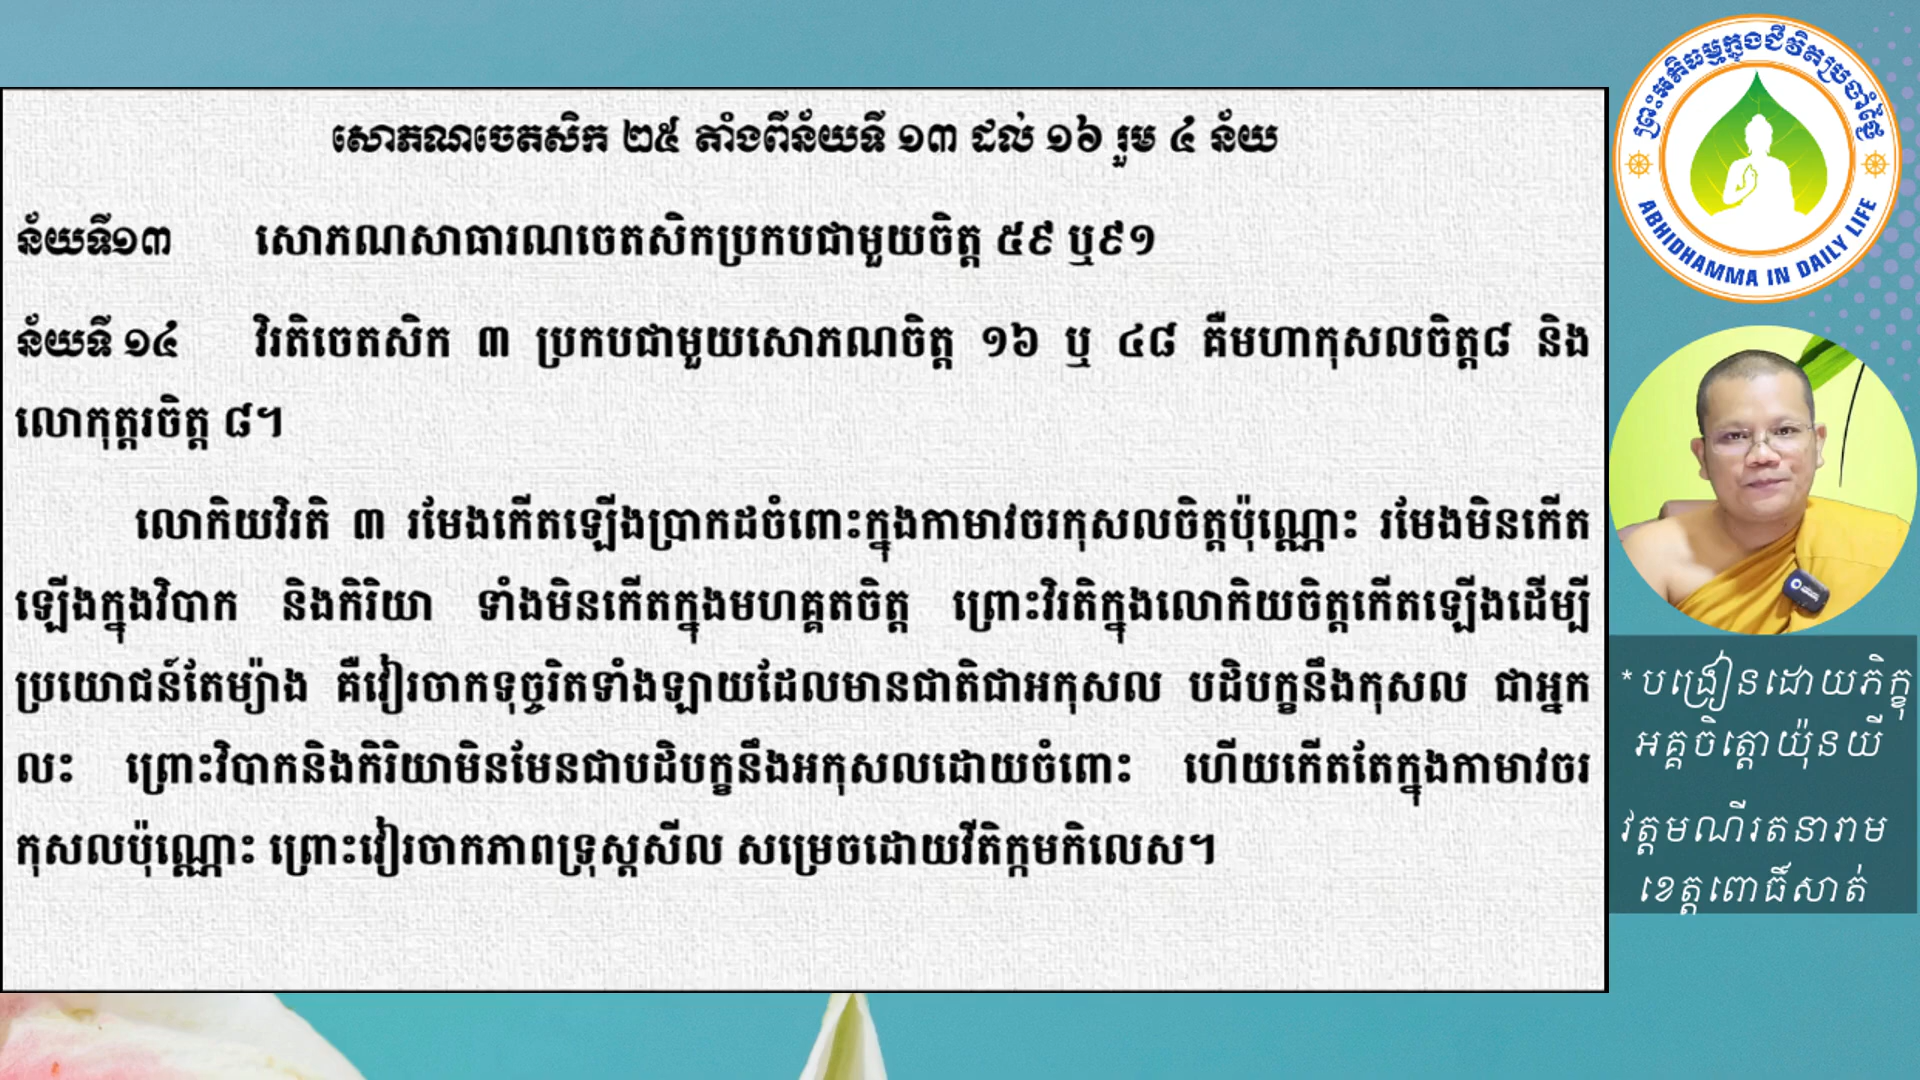 សោភណចេតសិក ២៥ តាំងពីន័យទី ១៣ ដល់ ១៦ រួម ៤ ន័យ
ន័យទី១៣ សោភណសាធារណចេតសិកប្រកបជាមួយចិត្ត ៥៩ ឬ៩១
ន័យទី ១៤ វិរតិចេតសិក ៣ ប្រកបជាមួយសោភណចិត្ត ១៦ ឬ ៤៨ គឺមហាកុសលចិត្ត៨ និង
លោកុត្តរចិត្ត ៨។
លោកិយវិរតិ ៣ រមែងកើតឡើងប្រាកដចំពោះក្នុងកាមាវចរកុសលចិត្តប៉ុណ្ណោះ រមែងមិនកើត
ឡើងក្នុងវិបាក និងកិរិយា ទាំងមិនកើតក្នុងមហគ្គតចិត្ត ព្រោះវិរតិក្នុងលោកិយចិត្តកើតឡើងដើម្បី
ប្រយោជន៍តែម្យ៉ាង គឺវៀរចាកទុច្ចរិតទាំងឡាយដែលមានជាតិជាអកុសល បដិបក្ខនឹងកុសល ជាអ្នក
លះ ព្រោះវិបាកនិងកិរិយាមិនមែនជាបដិបក្ខនឹងអកុសលដោយចំពោះ ហើយកើតតែក្នុងកាមាវចរ
កុសលប៉ុណ្ណោះ ព្រោះវៀរចាកភាពទ្រុស្តសីល សម្រេចដោយវីតិក្កមកិលេស។
ព្រះអភិធម្មក្នុងជីវិតប្រចាំថ្ងៃ
ABHIDHAMMA IN DAILY LIFE
*បង្រៀនដោយភិក្ខុ
អគ្គចិត្តោយ៉ុនយី
វត្តមណីរតនារាម
ខេត្តពោធិ៍សាត់